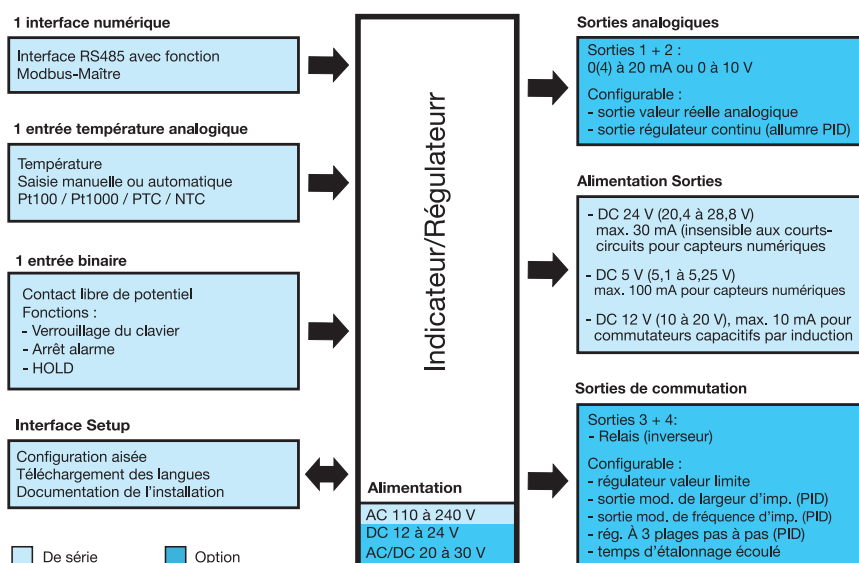 1 interface numérique
Interface RS485 avec fonction
Modbus-Maître
1 entrée température analogique
Température
Saisie manuelle ou automatique
Pt100 / Pt1000 / PTC / NTC
1 entrée binaire
Contact libre de potentiel
Fonctions :
- Verrouillage du clavier
- Arrêt alarme
- HOLD
Interface Setup
Configuration aisée
Téléchargement des langues
Documentation de l'installation
De série
Option
Indicateur/Régulateurr
Alimentation
AC 110 à 240 V
DC 12 à 24 V
AC/DC 20 à 30 V
Sorties analogiques
Sorties 1 + 2 :
0(4) à 20 mA ou 0 à 10 V
Configurable :
- sortie valeur réelle analogique
- sortie régulateur continu (allumre PID)
Alimentation Sorties
- DC 24 V (20,4 à 28,8 V)
max. 30 mA (insensible aux courts-
circuits pour capteurs numériques
- DC 5 V (5,1 à 5,25 V)
max. 100 mA pour capteurs numériques
- DC 12 V (10 à 20 V), max. 10 mA pour
commutateurs capacitifs par induction
Sorties de commutation
Sorties 3 + 4:
- Relais (inverseur)
Configurable :
- régulateur valeur limite
- sortie mod. de largeur d'imp. (PID)
- sortie mod. de fréquence d'imp. (PID)
- rég. À 3 plages pas à pas (PID)
- temps d'étalonnage écoulé